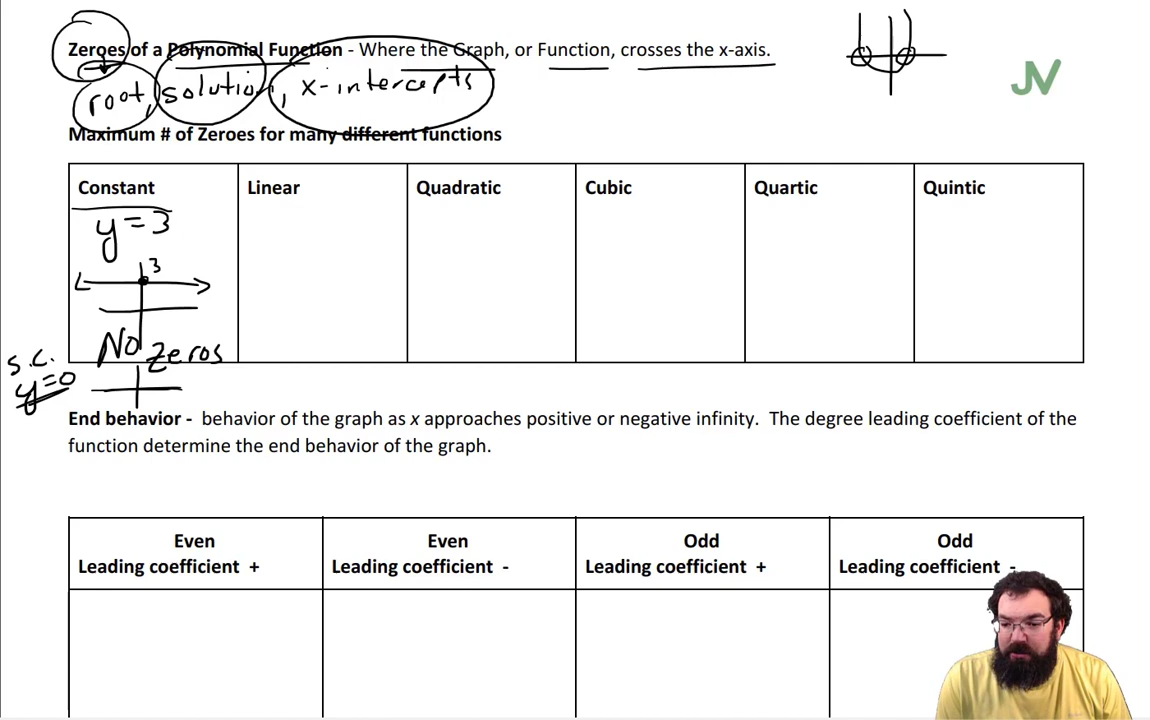 Zeroes of a Polynomial Function - Where the Graph, or Function, crosses the x-axis.
root, solution, x-intercepts
JV
Maximum # of Zeroes for many different functions
Constant Linear Quadratic Cubic Quartic Quintic
y=3
3
No zeros
s.c.
y=0
End behavior - behavior of the graph as x approaches positive or negative infinity. The degree leading coefficient of the
function determine the end behavior of the graph.
Even Even Odd Odd
Leading coefficient + Leading coefficient - Leading coefficient + Leading coefficient -